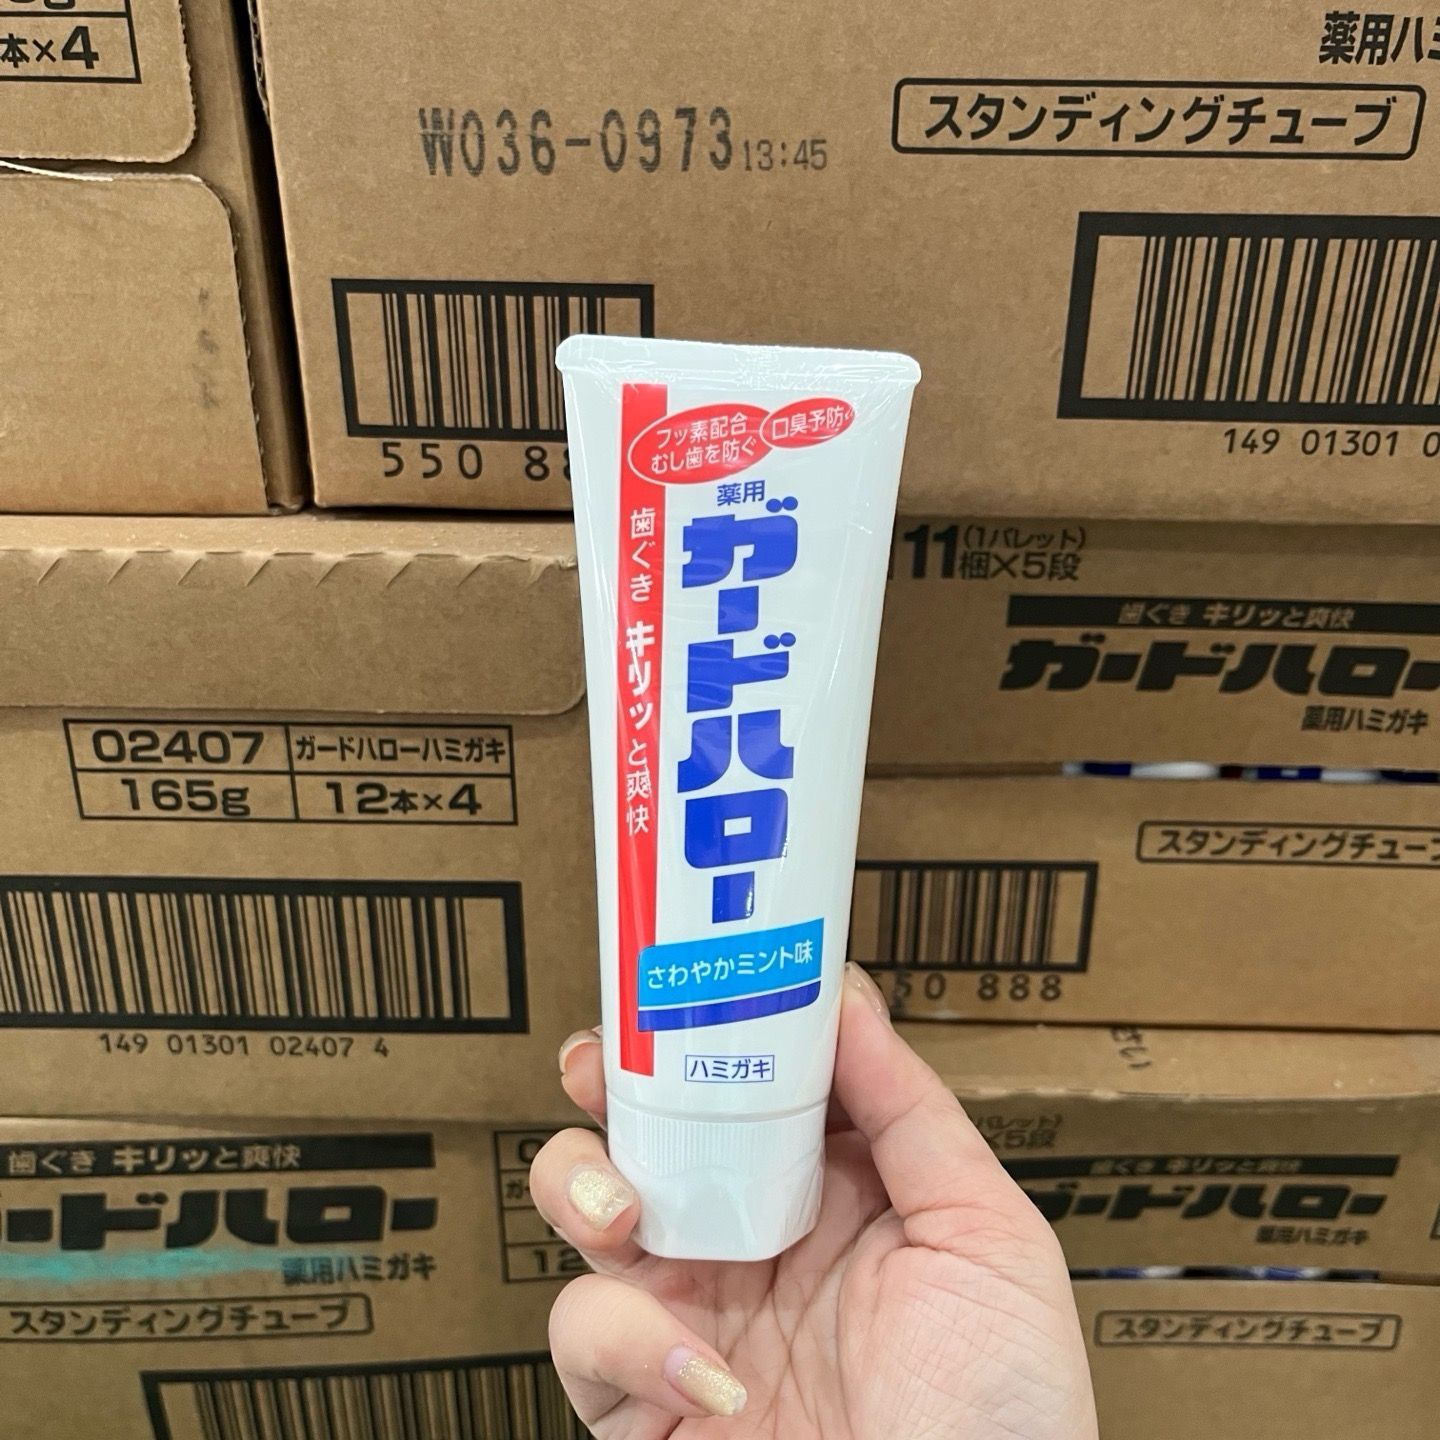 本×4
W036-0973 13:45
薬用ハミ
スタンディングチューブ
550 88
149 01301 0
フッ素配合
むし歯を防ぐ
口臭予防
薬用
ガードハロー
歯ぐき キリッと爽快
さわやかミント味
ハミガキ
(1パレット)
11梱×5段
歯ぐき キリッと爽快
ガードハロー
薬用ハミガキ
02407 ガードハローハミガキ
165g 12本×4
149 01301 02407 4
スタンディングチューブ
50 888
歯ぐき キリッと爽快
ードハロー
薬用ハミガキ
スタンディングチューブ
12
(1パレット)
×5段
歯ぐき キリッと爽快
ガードハロー
薬用ハミガキ
スタンディングチューブ